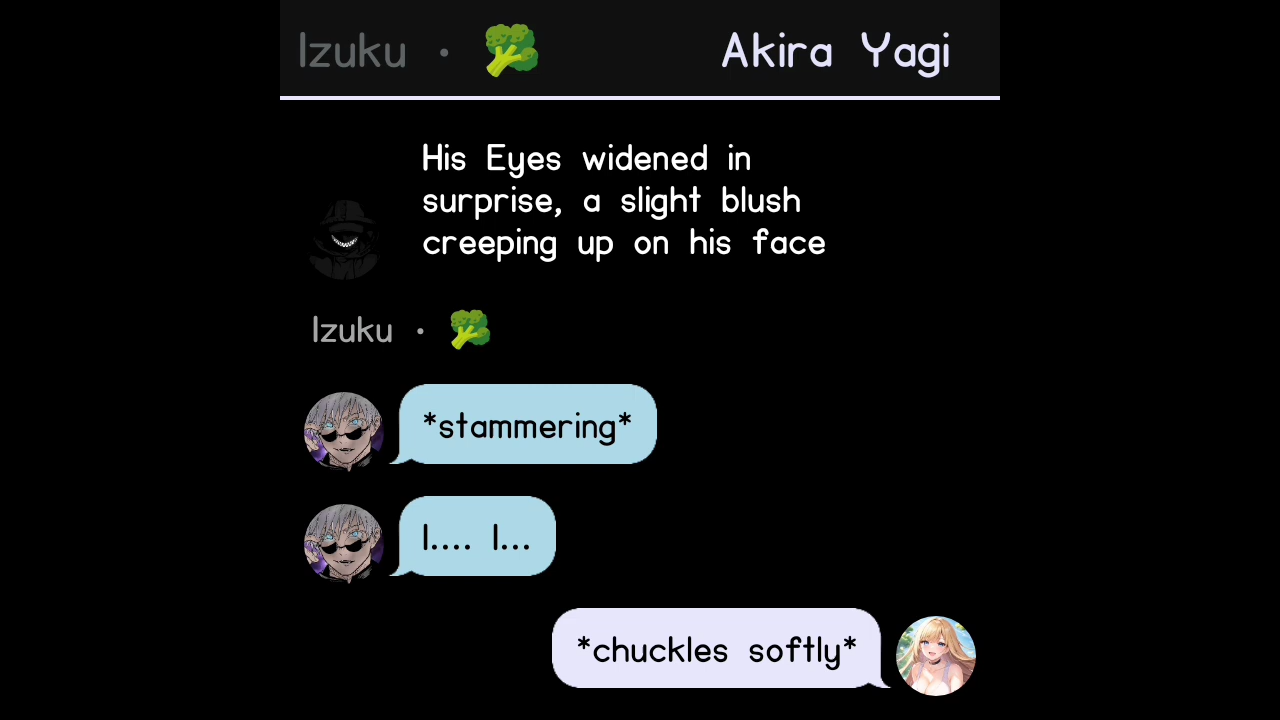 Izuku · 🥦 Akira Yagi
His Eyes widened in
surprise, a slight blush
creeping up on his face
Izuku · 🥦
*stammering*
I.... I...
*chuckles softly*